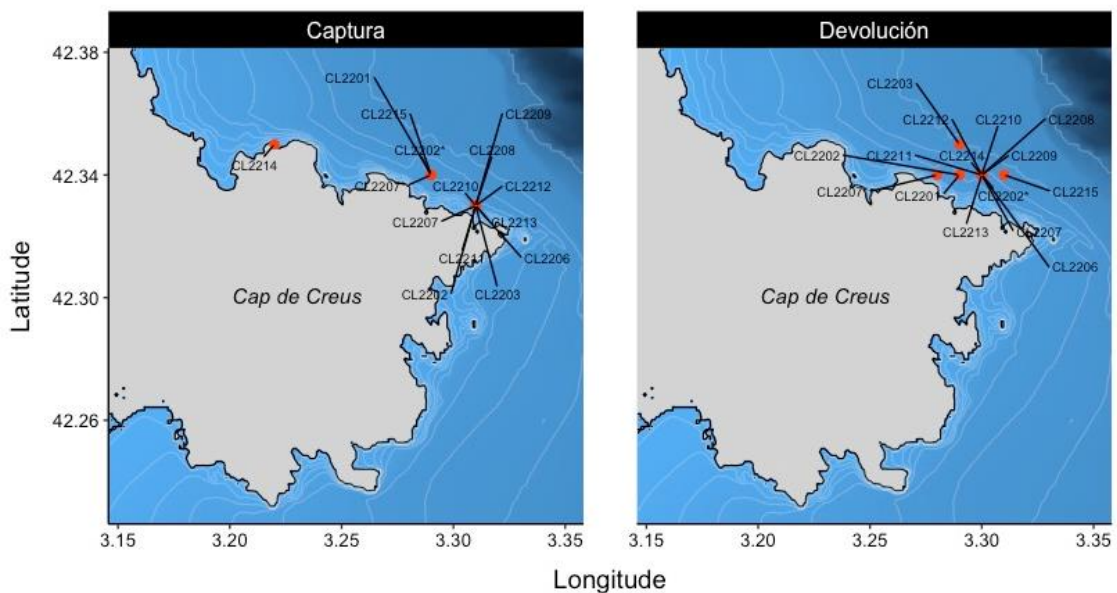 Captura
Devolución
Latitude
42.38
42.34
42.30
42.26
CL2201
CL2215
CL2209
CL2202*
CL2208
CL2214
CL2207
CL2210
CL2212
CL2207
CL2213
CL2211
CL2206
CL2202
CL2203
Cap de Creus
3.15 3.20 3.25 3.30 3.35
CL2203
CL2212
CL2210
CL2208
CL2202
CL2211
CL2214
CL2209
CL2207
CL2201
CL2202*
CL2215
CL2213
CL2207
CL2206
Cap de Creus
3.15 3.20 3.25 3.30 3.35
Longitude